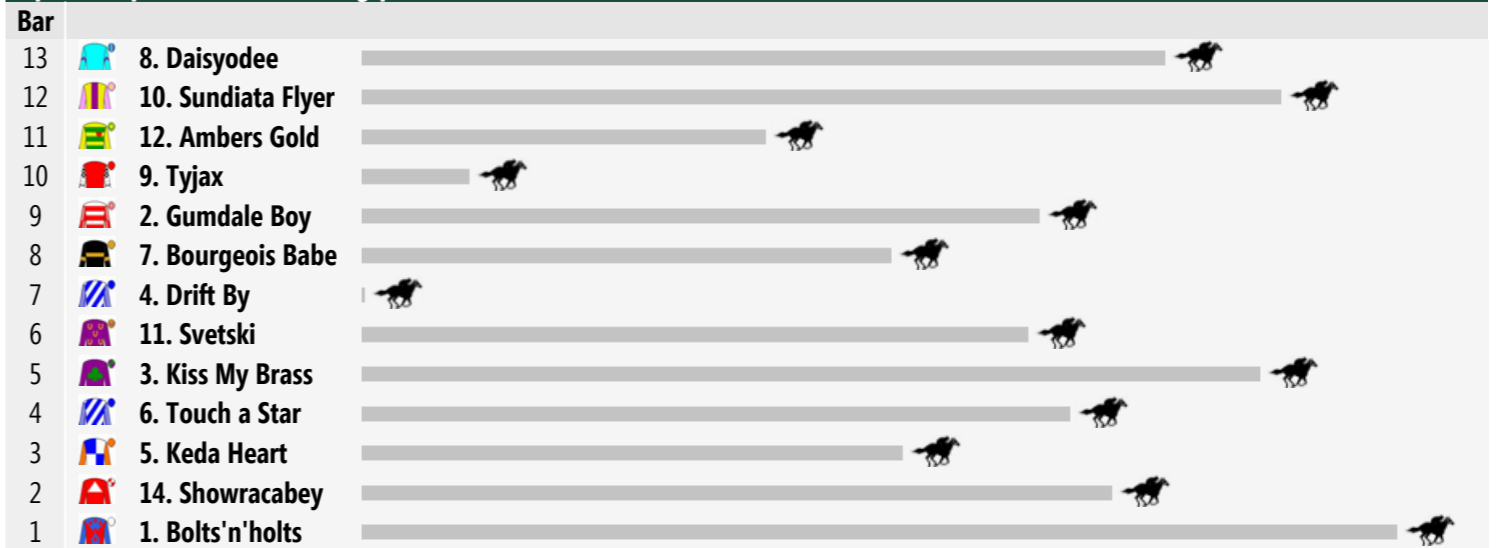 Bar
13 8. Daisyodee
12 10. Sundiata Flyer
11 12. Ambers Gold
10 9. Tyjax
9 2. Gumdale Boy
8 7. Bourgeois Babe
7 4. Drift By
6 11. Svetski
5 3. Kiss My Brass
4 6. Touch a Star
3 5. Keda Heart
2 14. Showracabey
1 1. Bolts'n'holts